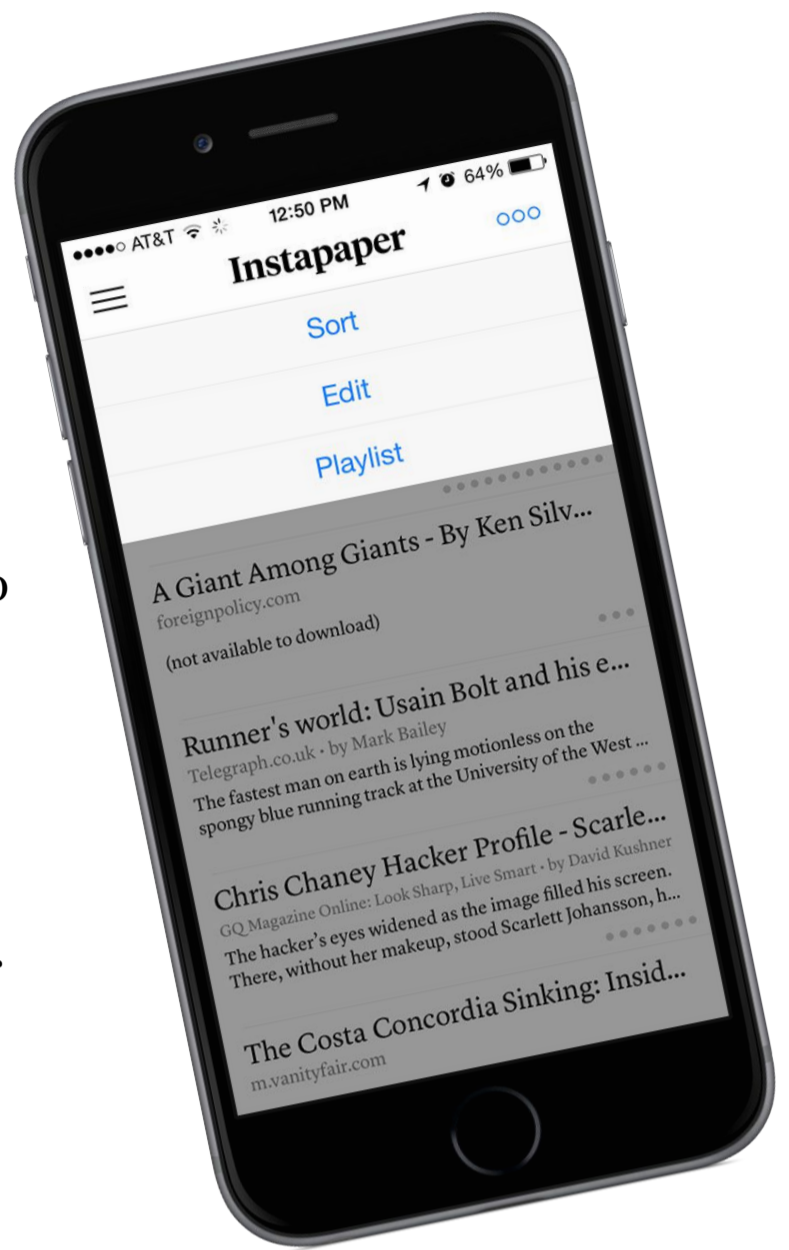 AT&T 12:50 PM 64%
Instapaper
Sort
Edit
Playlist
A Giant Among Giants - By Ken Silv...
foreignpolicy.com
(not available to download)
Runner's world: Usain Bolt and his e...
Telegraph.co.uk • by Mark Bailey
The fastest man on earth is lying motionless on the
spongy blue running track at the University of the West ...
Chris Chaney Hacker Profile - Scarle...
GQ Magazine Online: Look Sharp, Live Smart • by David Kushner
The hacker's eyes widened as the image filled his screen.
There, without her makeup, stood Scarlett Johansson, h...
The Costa Concordia Sinking: Insid...
m.vanityfair.com